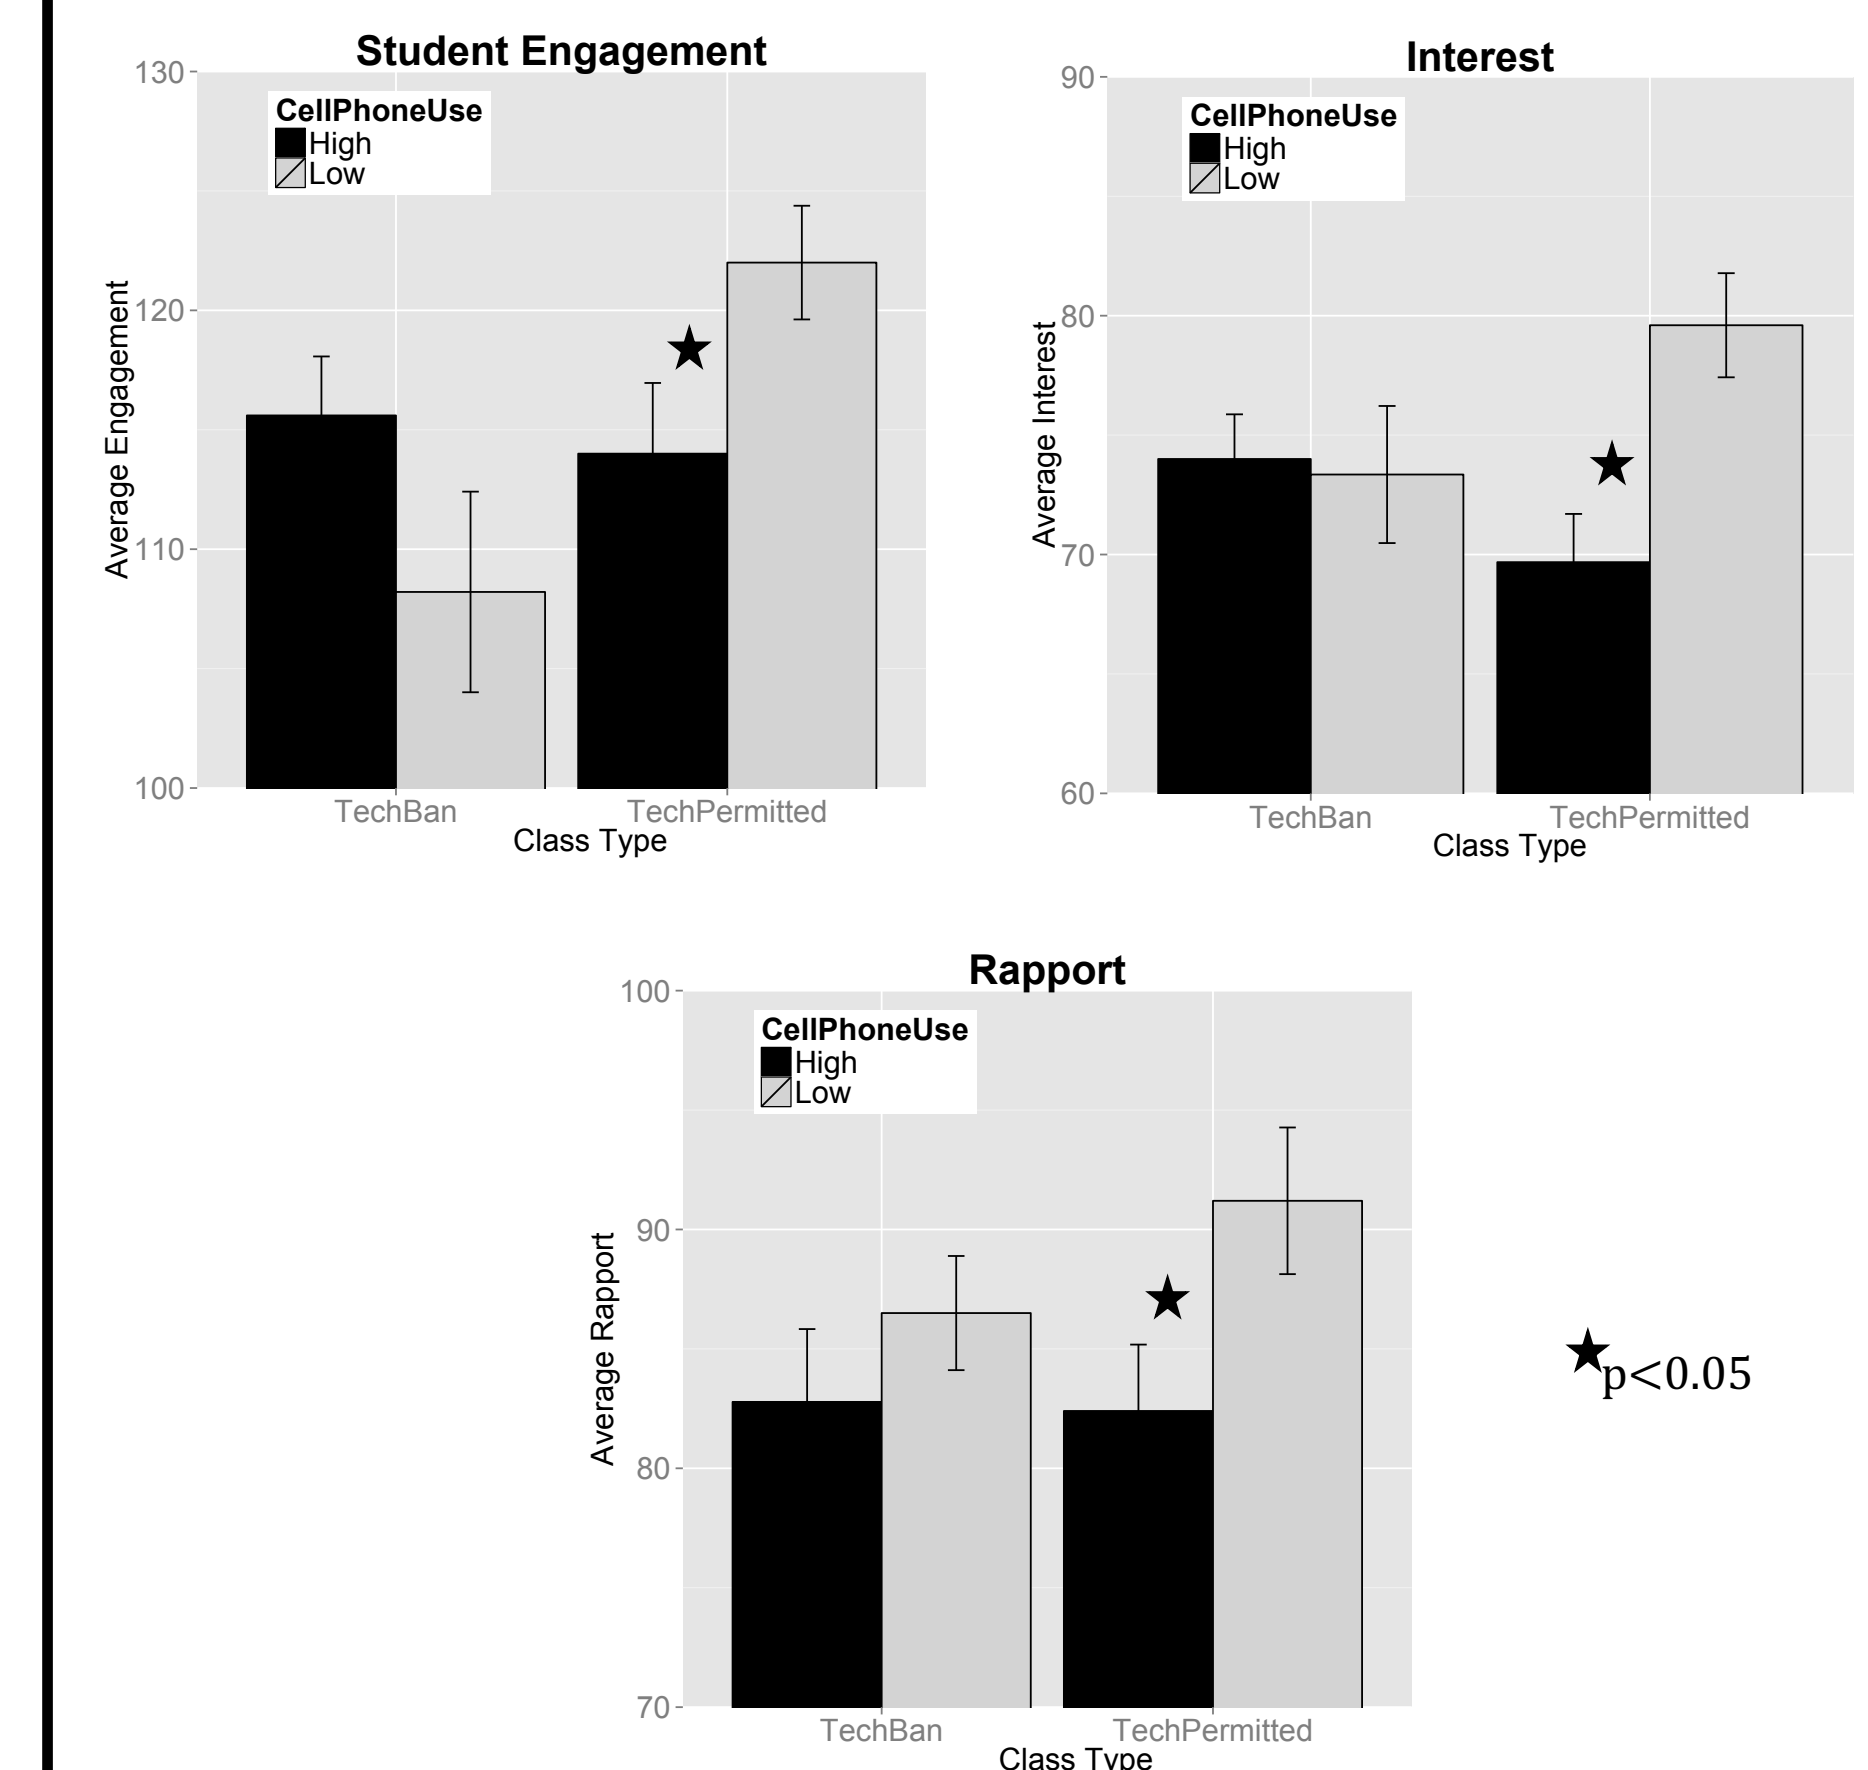 Student Engagement
130
120
110
100
Average Engagement
CellPhoneUse
High
Low
TechBan TechPermitted
Class Type
Interest
90
80
70
60
Average Interest
CellPhoneUse
High
Low
TechBan TechPermitted
Class Type
Rapport
100
90
80
70
Average Rapport
CellPhoneUse
High
Low
TechBan TechPermitted
Class Type
★p<0.05